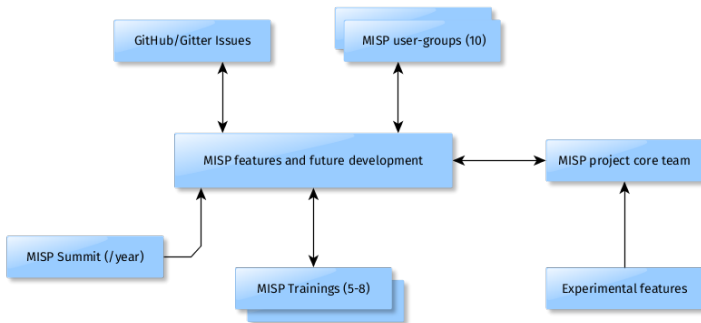 GitHub/Gitter Issues
MISP user-groups (10)
MISP features and future development
MISP project core team
MISP Summit (/year)
MISP Trainings (5-8)
Experimental features